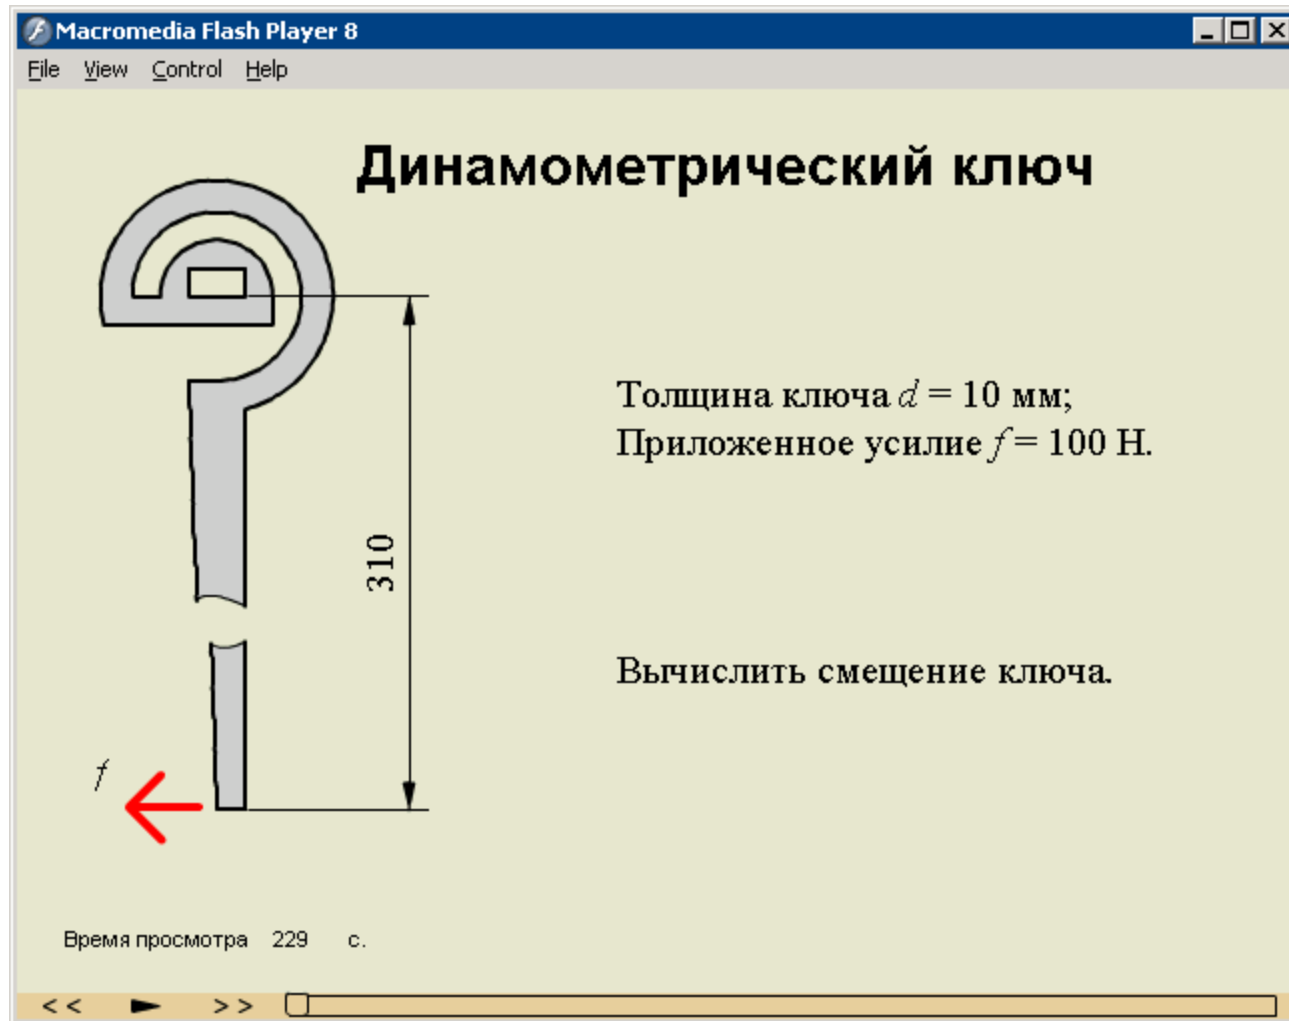 Macromedia Flash Player 8
File View Control Help
Динамометрический ключ
Толщина ключа d = 10 мм;
Приложенное усилие f = 100 Н.
310
Вычислить смещение ключа.
f
Время просмотра 229 с.
<< >>